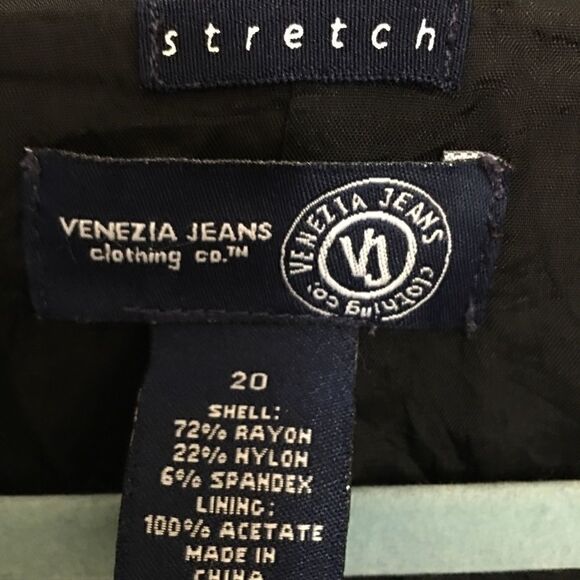 stretch
VENEZIA JEANS
clothing co.™
VENEZIA JEANS
clothing co.
VJ
20
SHELL:
72% RAYON
22% NYLON
6% SPANDEX
LINING:
100% ACETATE
MADE IN
CHINA